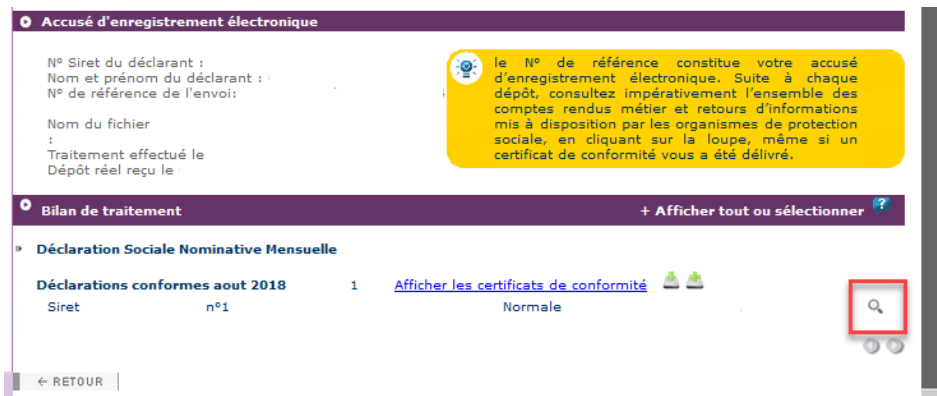 Accusé d'enregistrement électronique
N° Siret du déclarant :
Nom et prénom du déclarant :
N° de référence de l'envoi:
Nom du fichier
:
Traitement effectué le
Dépôt réel reçu le
le N° de référence constitue votre accusé
d'enregistrement électronique. Suite à chaque
dépôt, consultez impérativement l'ensemble des
comptes rendus métier et retours d'informations
mis à disposition par les organismes de protection
sociale, en cliquant sur la loupe, même si un
certificat de conformité vous a été délivré.
Bilan de traitement + Afficher tout ou sélectionner ?
Déclaration Sociale Nominative Mensuelle
Déclarations conformes aout 2018 1 Afficher les certificats de conformité
Siret n°1 Normale
← RETOUR